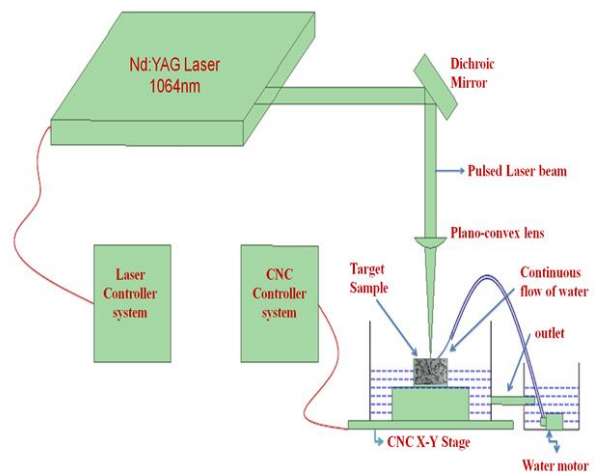 Nd:YAG Laser
1064nm
Dichroic
Mirror
Pulsed Laser beam
Plano-convex lens
Laser
Controller
system
CNC
Controller
system
Target
Sample
Continuous
flow of water
outlet
CNC X-Y Stage
Water motor